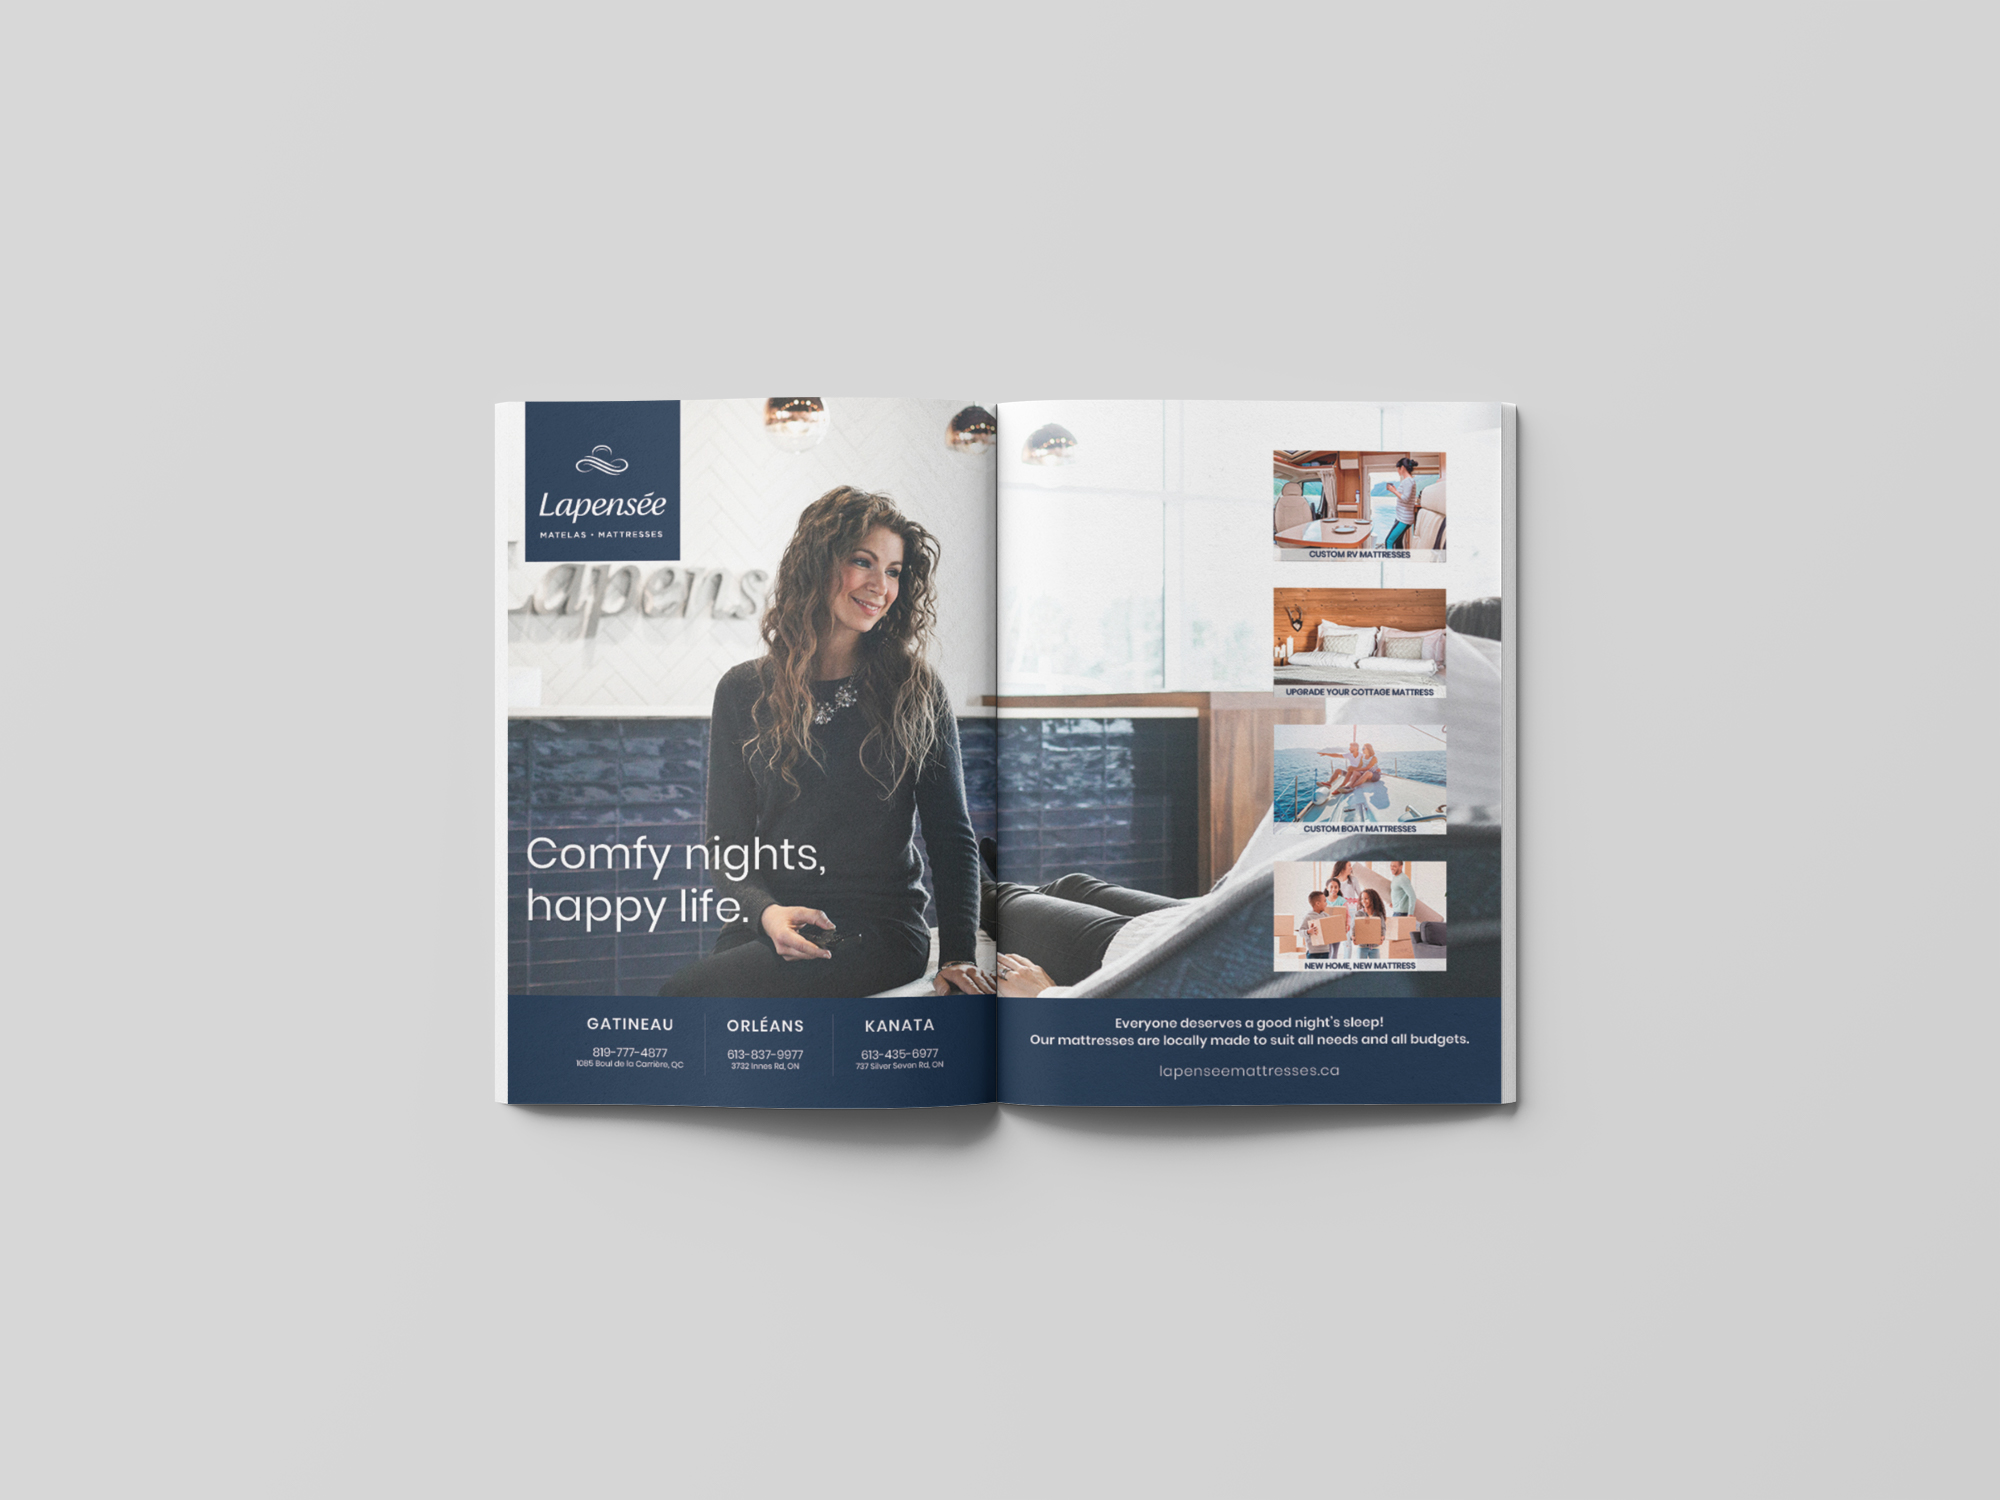 Lapensée
MATELAS • MATTRESSES
Lapens
Comfy nights,
happy life.
GATINEAU
819-777-4877
1085 Boul de la Carrière, QC
ORLÉANS
613-837-9977
3732 Innes Rd, ON
KANATA
613-435-6977
737 Silver Seven Rd, ON
CUSTOM RV MATTRESSES
UPGRADE YOUR COTTAGE MATTRESS
CUSTOM BOAT MATTRESSES
NEW HOME, NEW MATTRESS
Everyone deserves a good night's sleep!
Our mattresses are locally made to suit all needs and all budgets.
lapenseemattresses.ca